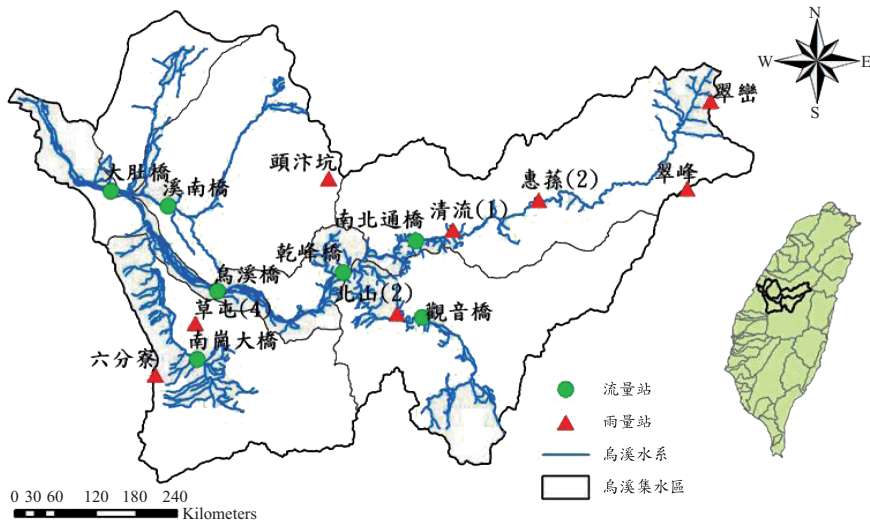 N
W E
S
翠巒
大肚橋
溪南橋
頭汴坑
惠蓀(2)
翠峰
南北通橋
清流(1)
乾峰橋
烏溪橋
北山(2)
觀音橋
草屯(4)
南崗大橋
六分寮
流量站
雨量站
烏溪水系
烏溪集水區
0 30 60 120 180 240
Kilometers